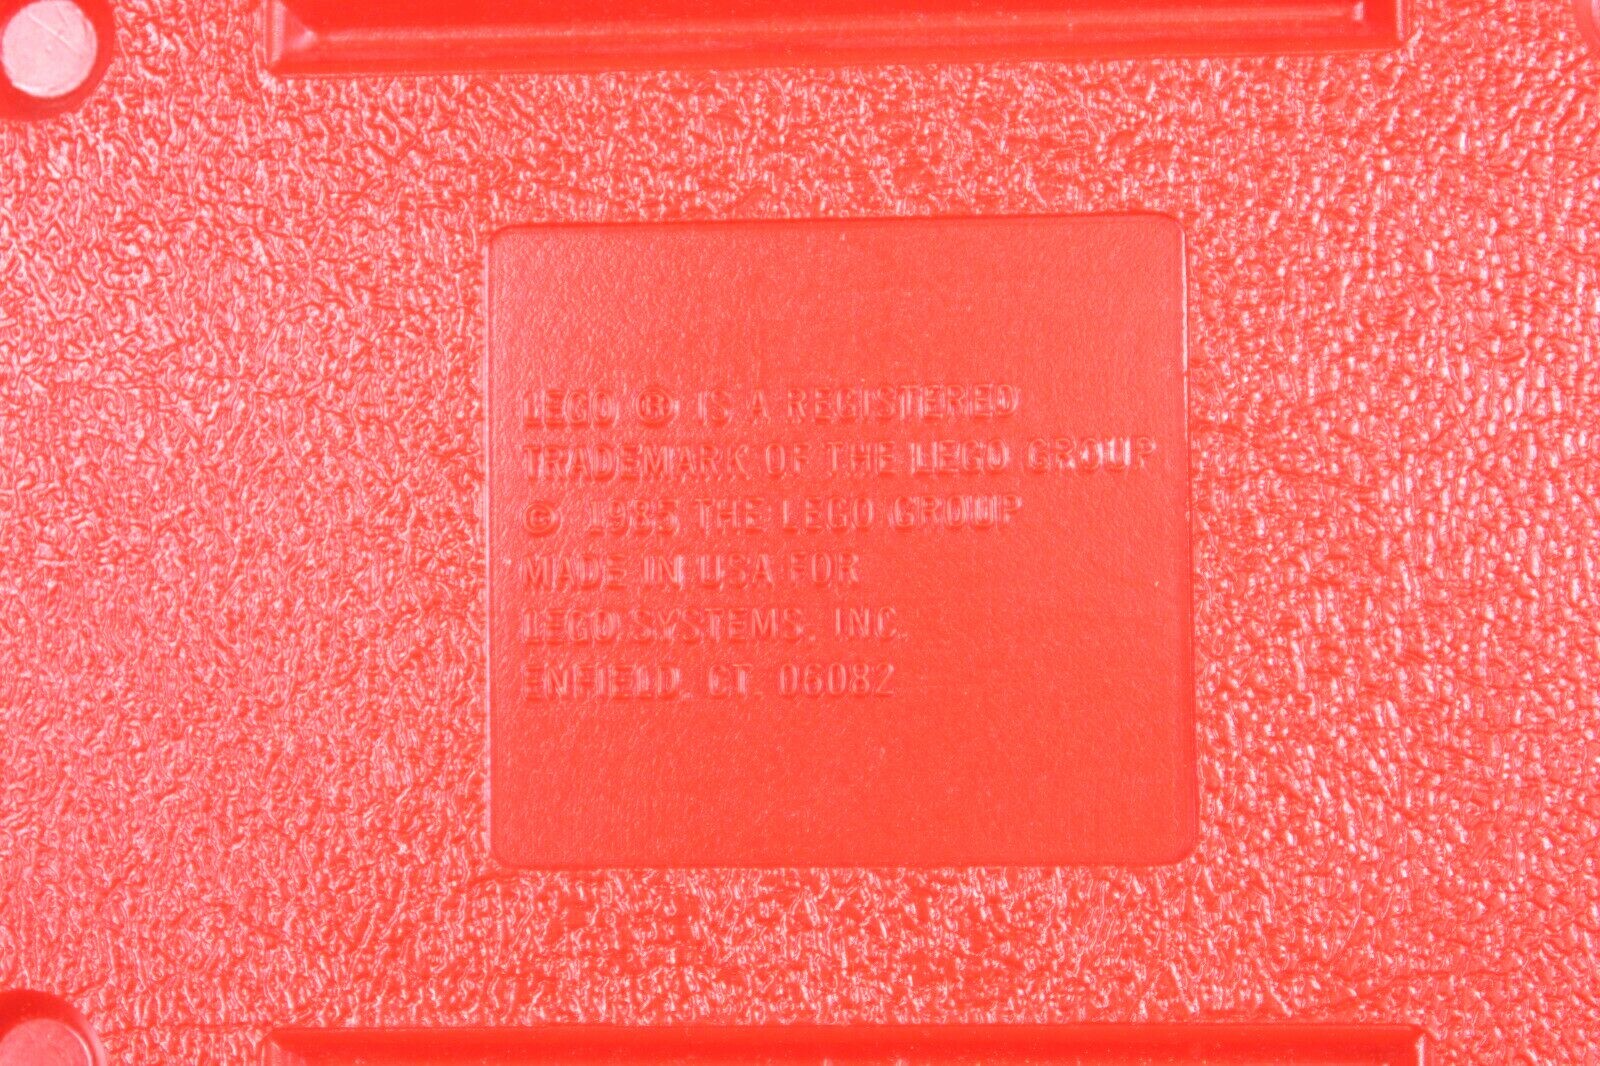 LEGO ® IS A REGISTERED
TRADEMARK OF THE LEGO GROUP
© 1985 THE LEGO GROUP
MADE IN USA FOR
LEGO SYSTEMS, INC.
ENFIELD, CT. 06082